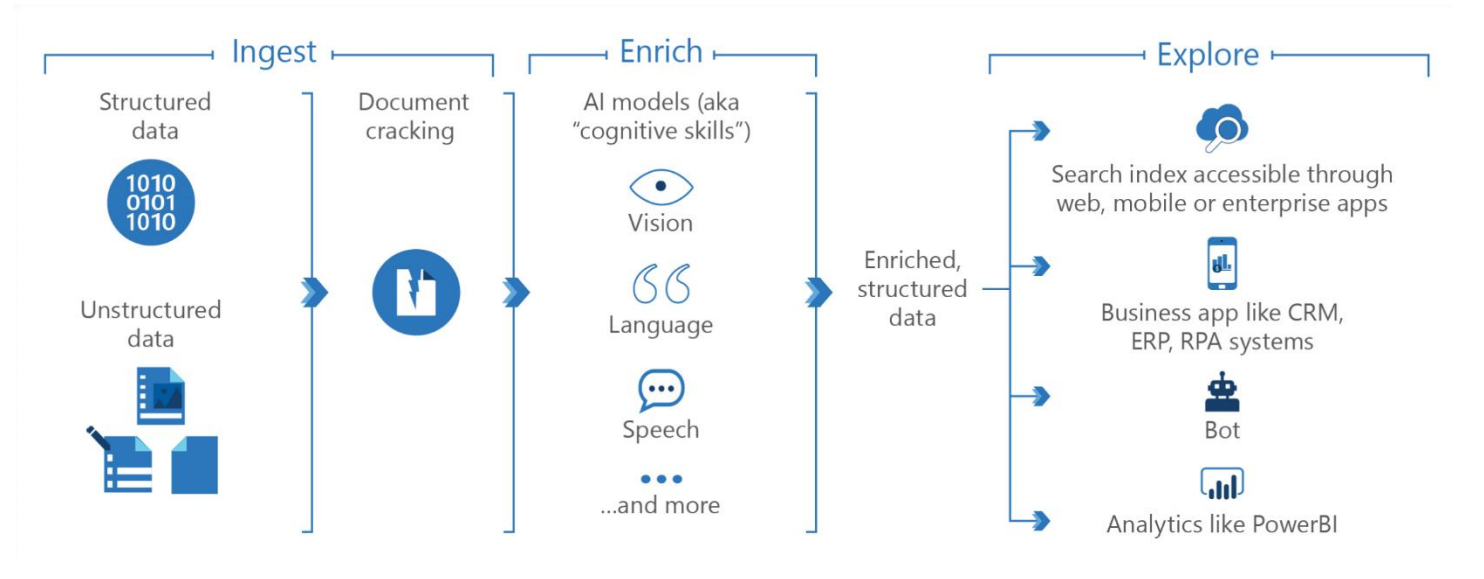 Ingest
Structured
data
1010
0101
1010
Unstructured
data
Document
cracking
Enrich
AI models (aka
“cognitive skills”)
Vision
Language
Speech
...and more
Enriched,
structured
data
Explore
Search index accessible through
web, mobile or enterprise apps
Business app like CRM,
ERP, RPA systems
Bot
Analytics like PowerBI